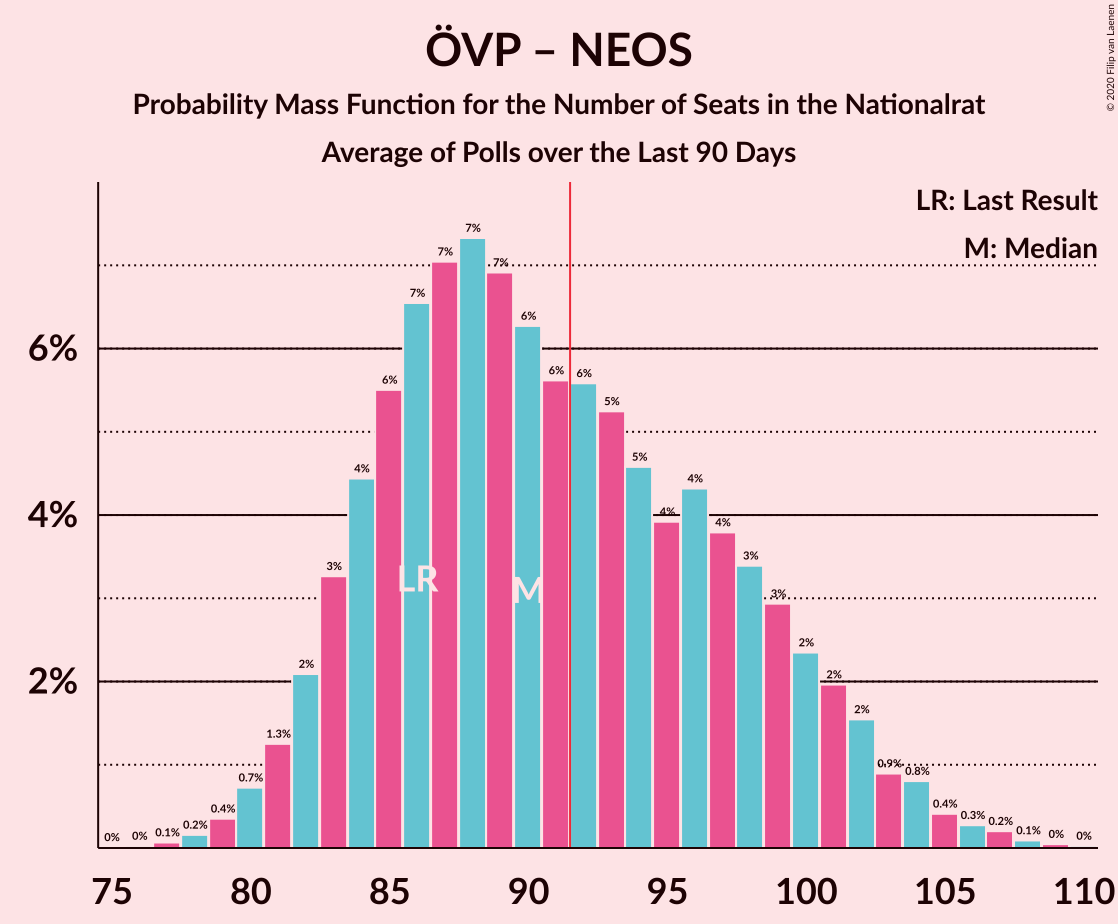 ÖVP – NEOS
Probability Mass Function for the Number of Seats in the Nationalrat
Average of Polls over the Last 90 Days
© 2020 Filip van Laenen
LR: Last Result
M: Median
6%
4%
2%
0% 0% 0.1% 0.2% 0.4% 0.7% 1.3% 2% 3% 4% 6% 7% 7% 7% 7% 6% 6% 6% 5% 5% 4% 4% 4% 3% 3% 2% 2% 2% 0.9% 0.8% 0.4% 0.3% 0.2% 0.1% 0% 0%
LR M
75 80 85 90 95 100 105 110